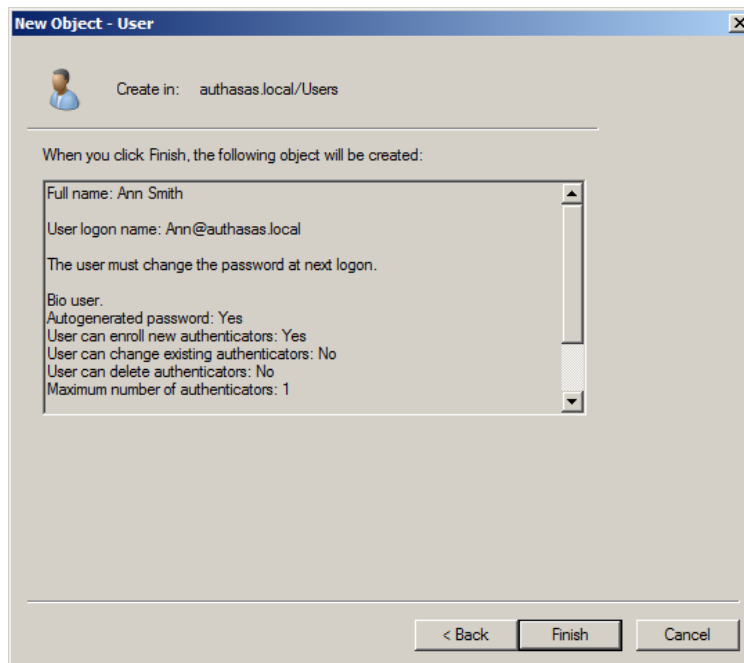 New Object - User
Create in: authasas.local/Users
When you click Finish, the following object will be created:
Full name: Ann Smith
User logon name: Ann@authasas.local
The user must change the password at next logon.
Bio user.
Autogenerated password: Yes
User can enroll new authenticators: Yes
User can change existing authenticators: No
User can delete authenticators: No
Maximum number of authenticators: 1
< Back Finish Cancel